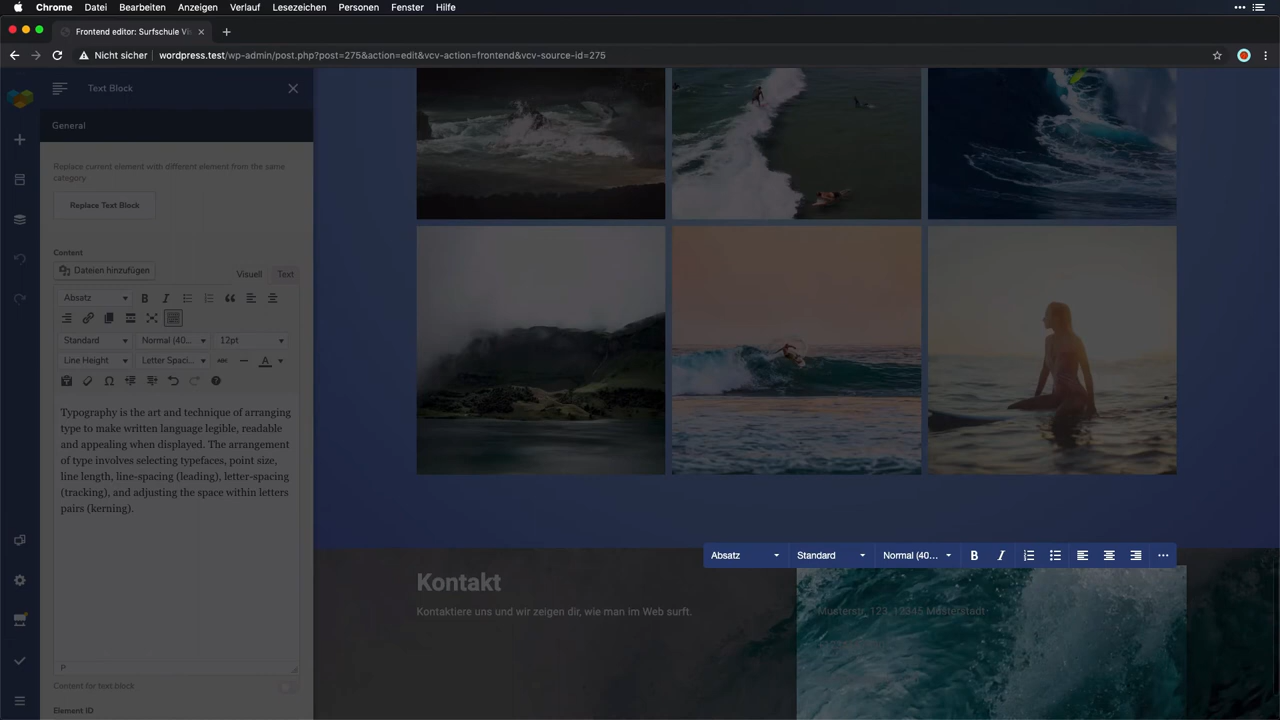 Chrome Datei Bearbeiten Anzeigen Verlauf Lesezeichen Personen Fenster Hilfe
Frontend editor: Surfschule
Nicht sicher wordpress.test/wp-admin/post.php?post=275&action=edit&vcv-action=frontend&vcv-source-id=275
Text Block
General
Replace current element with different element from the same
category
Replace Text Block
Content
Dateien hinzufügen
Visuell Text
Absatz
Standard Normal (40... 12pt
Line Height Letter Spaci...
Typography is the art and technique of arranging
type to make written language legible, readable
and appealing when displayed. The arrangement
of type involves selecting typefaces, point size,
line length, line-spacing (leading), letter-spacing
(tracking), and adjusting the space within letters
pairs (kerning).
P
Content for text block
Element ID
Absatz Standard Normal (40...
Kontakt
Kontaktiere uns und wir zeigen dir, wie man im Web surft.
Musterstr, 123, 12345 Musterstadt